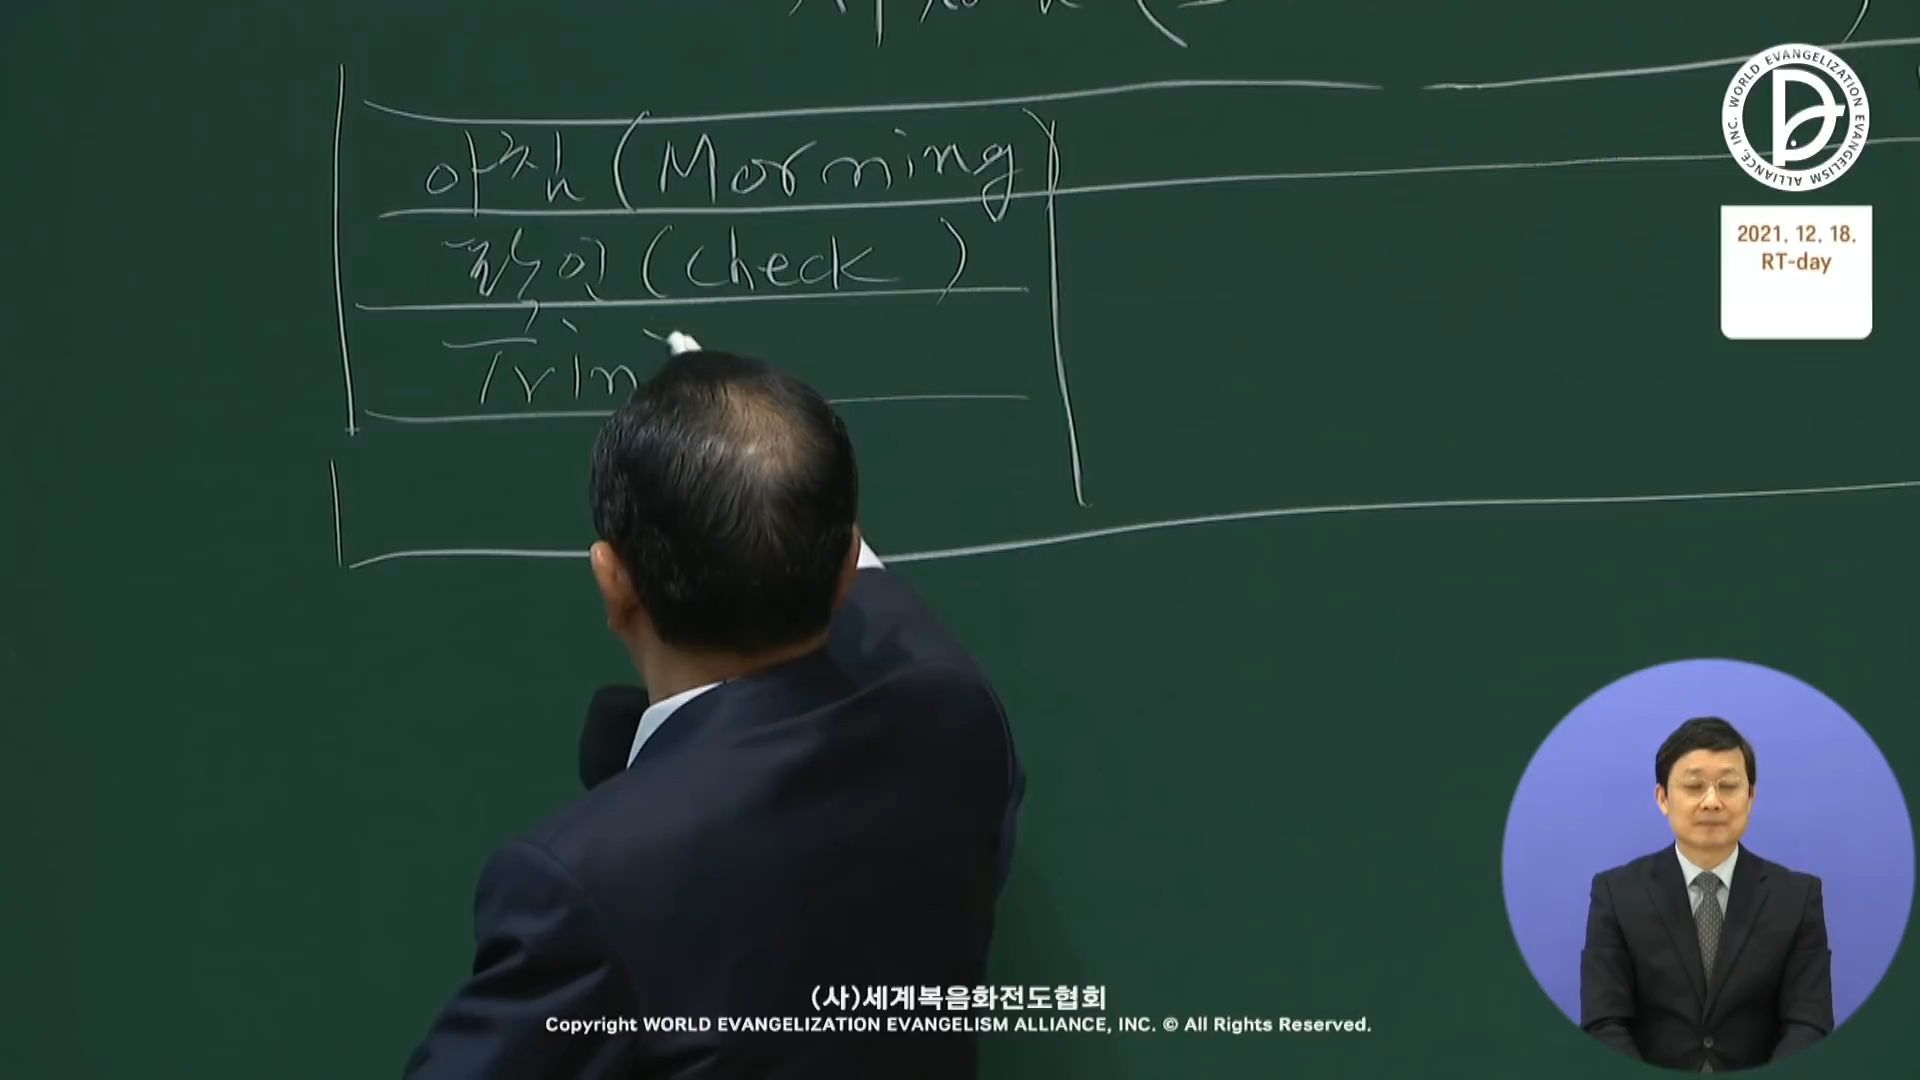 아침 (Morning)
확인 (Check)
Trini
WORLD EVANGELIZATION EVANGELISM ALLIANCE, INC.
2021. 12. 18.
RT-day
(사)세계복음화전도협회
Copyright WORLD EVANGELIZATION EVANGELISM ALLIANCE, INC. © All Rights Reserved.